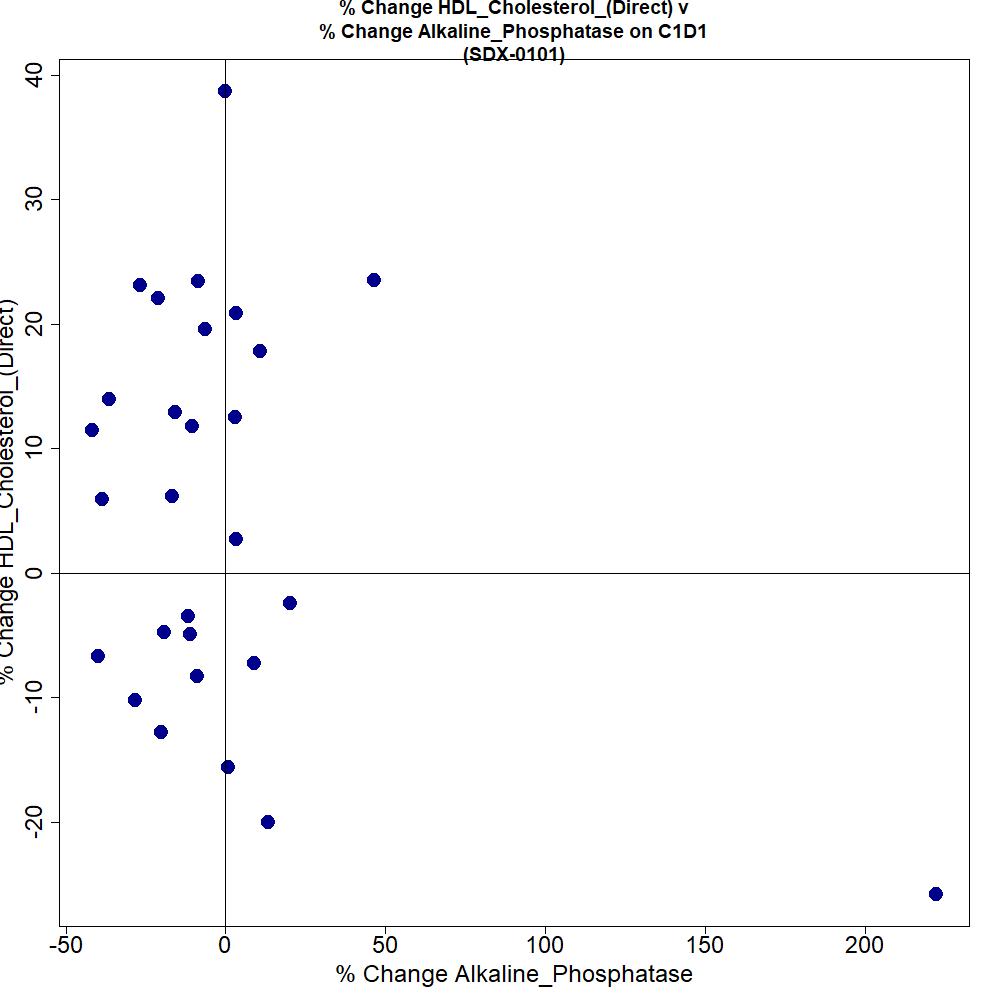 % Change HDL_Cholesterol_(Direct) v
% Change Alkaline_Phosphatase on C1D1
(SDX-0101)
% Change HDL_Cholesterol_(Direct)
40
30
20
10
0
-10
-20
-50
0
50
100
150
200
% Change Alkaline_Phosphatase